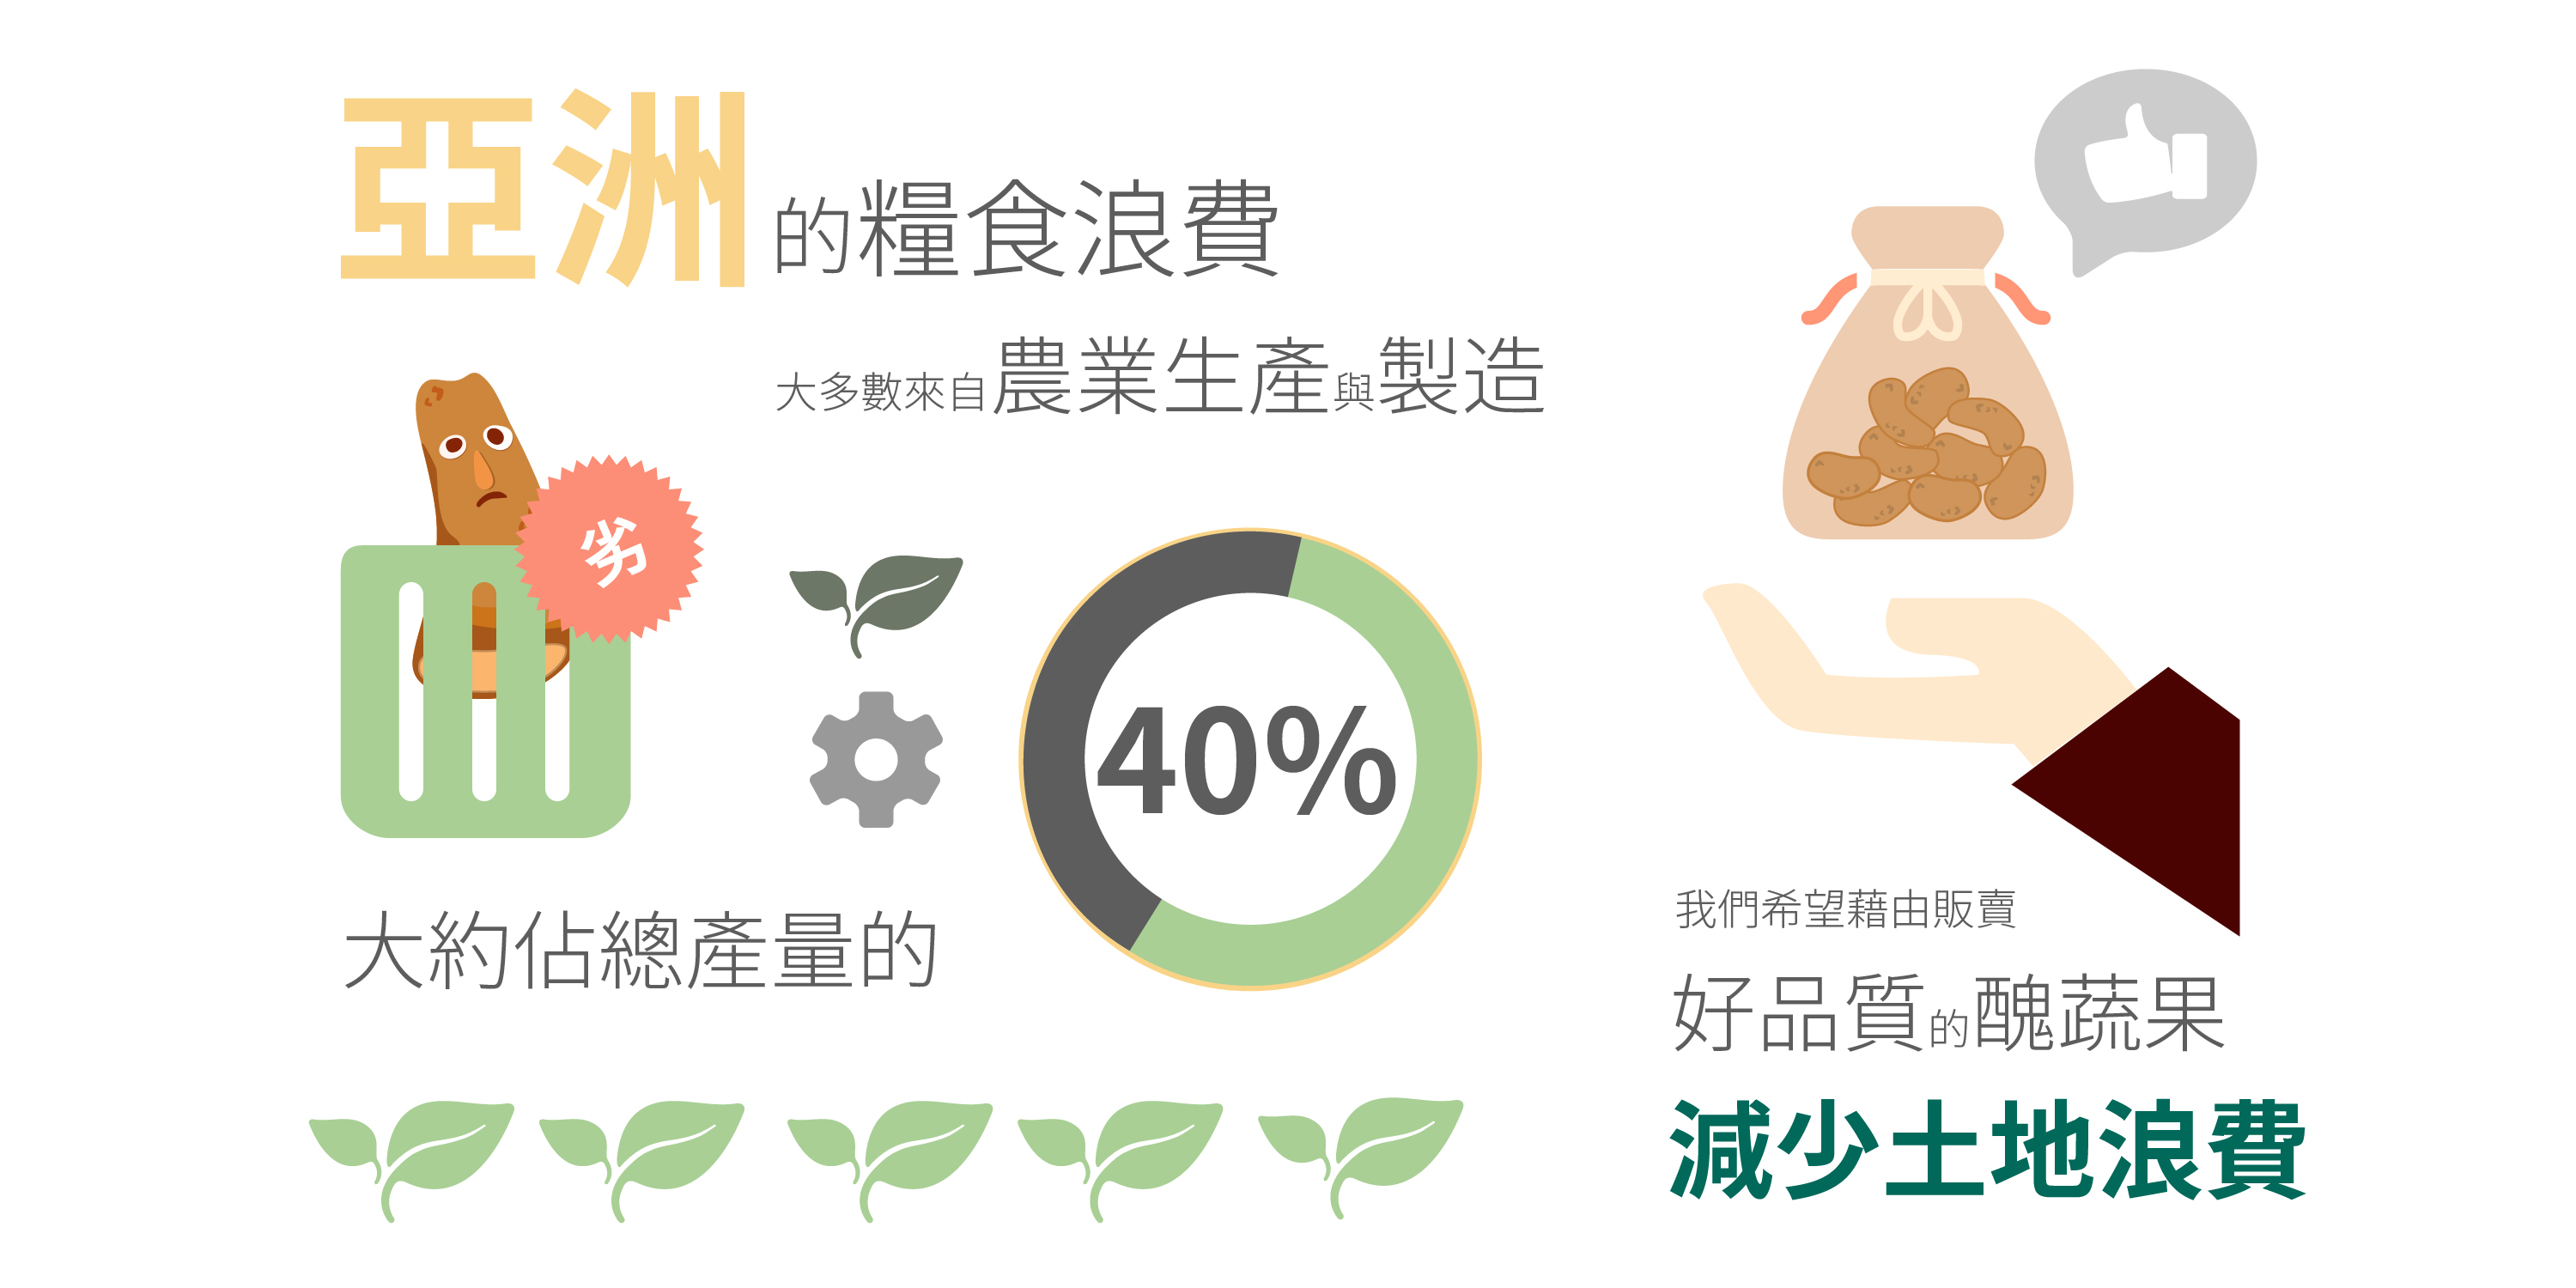 亞洲的糧食浪費
大多數來自農業生產與製造
劣
40%
大約佔總產量的
我們希望藉由販賣
好品質的醜蔬果
減少土地浪費